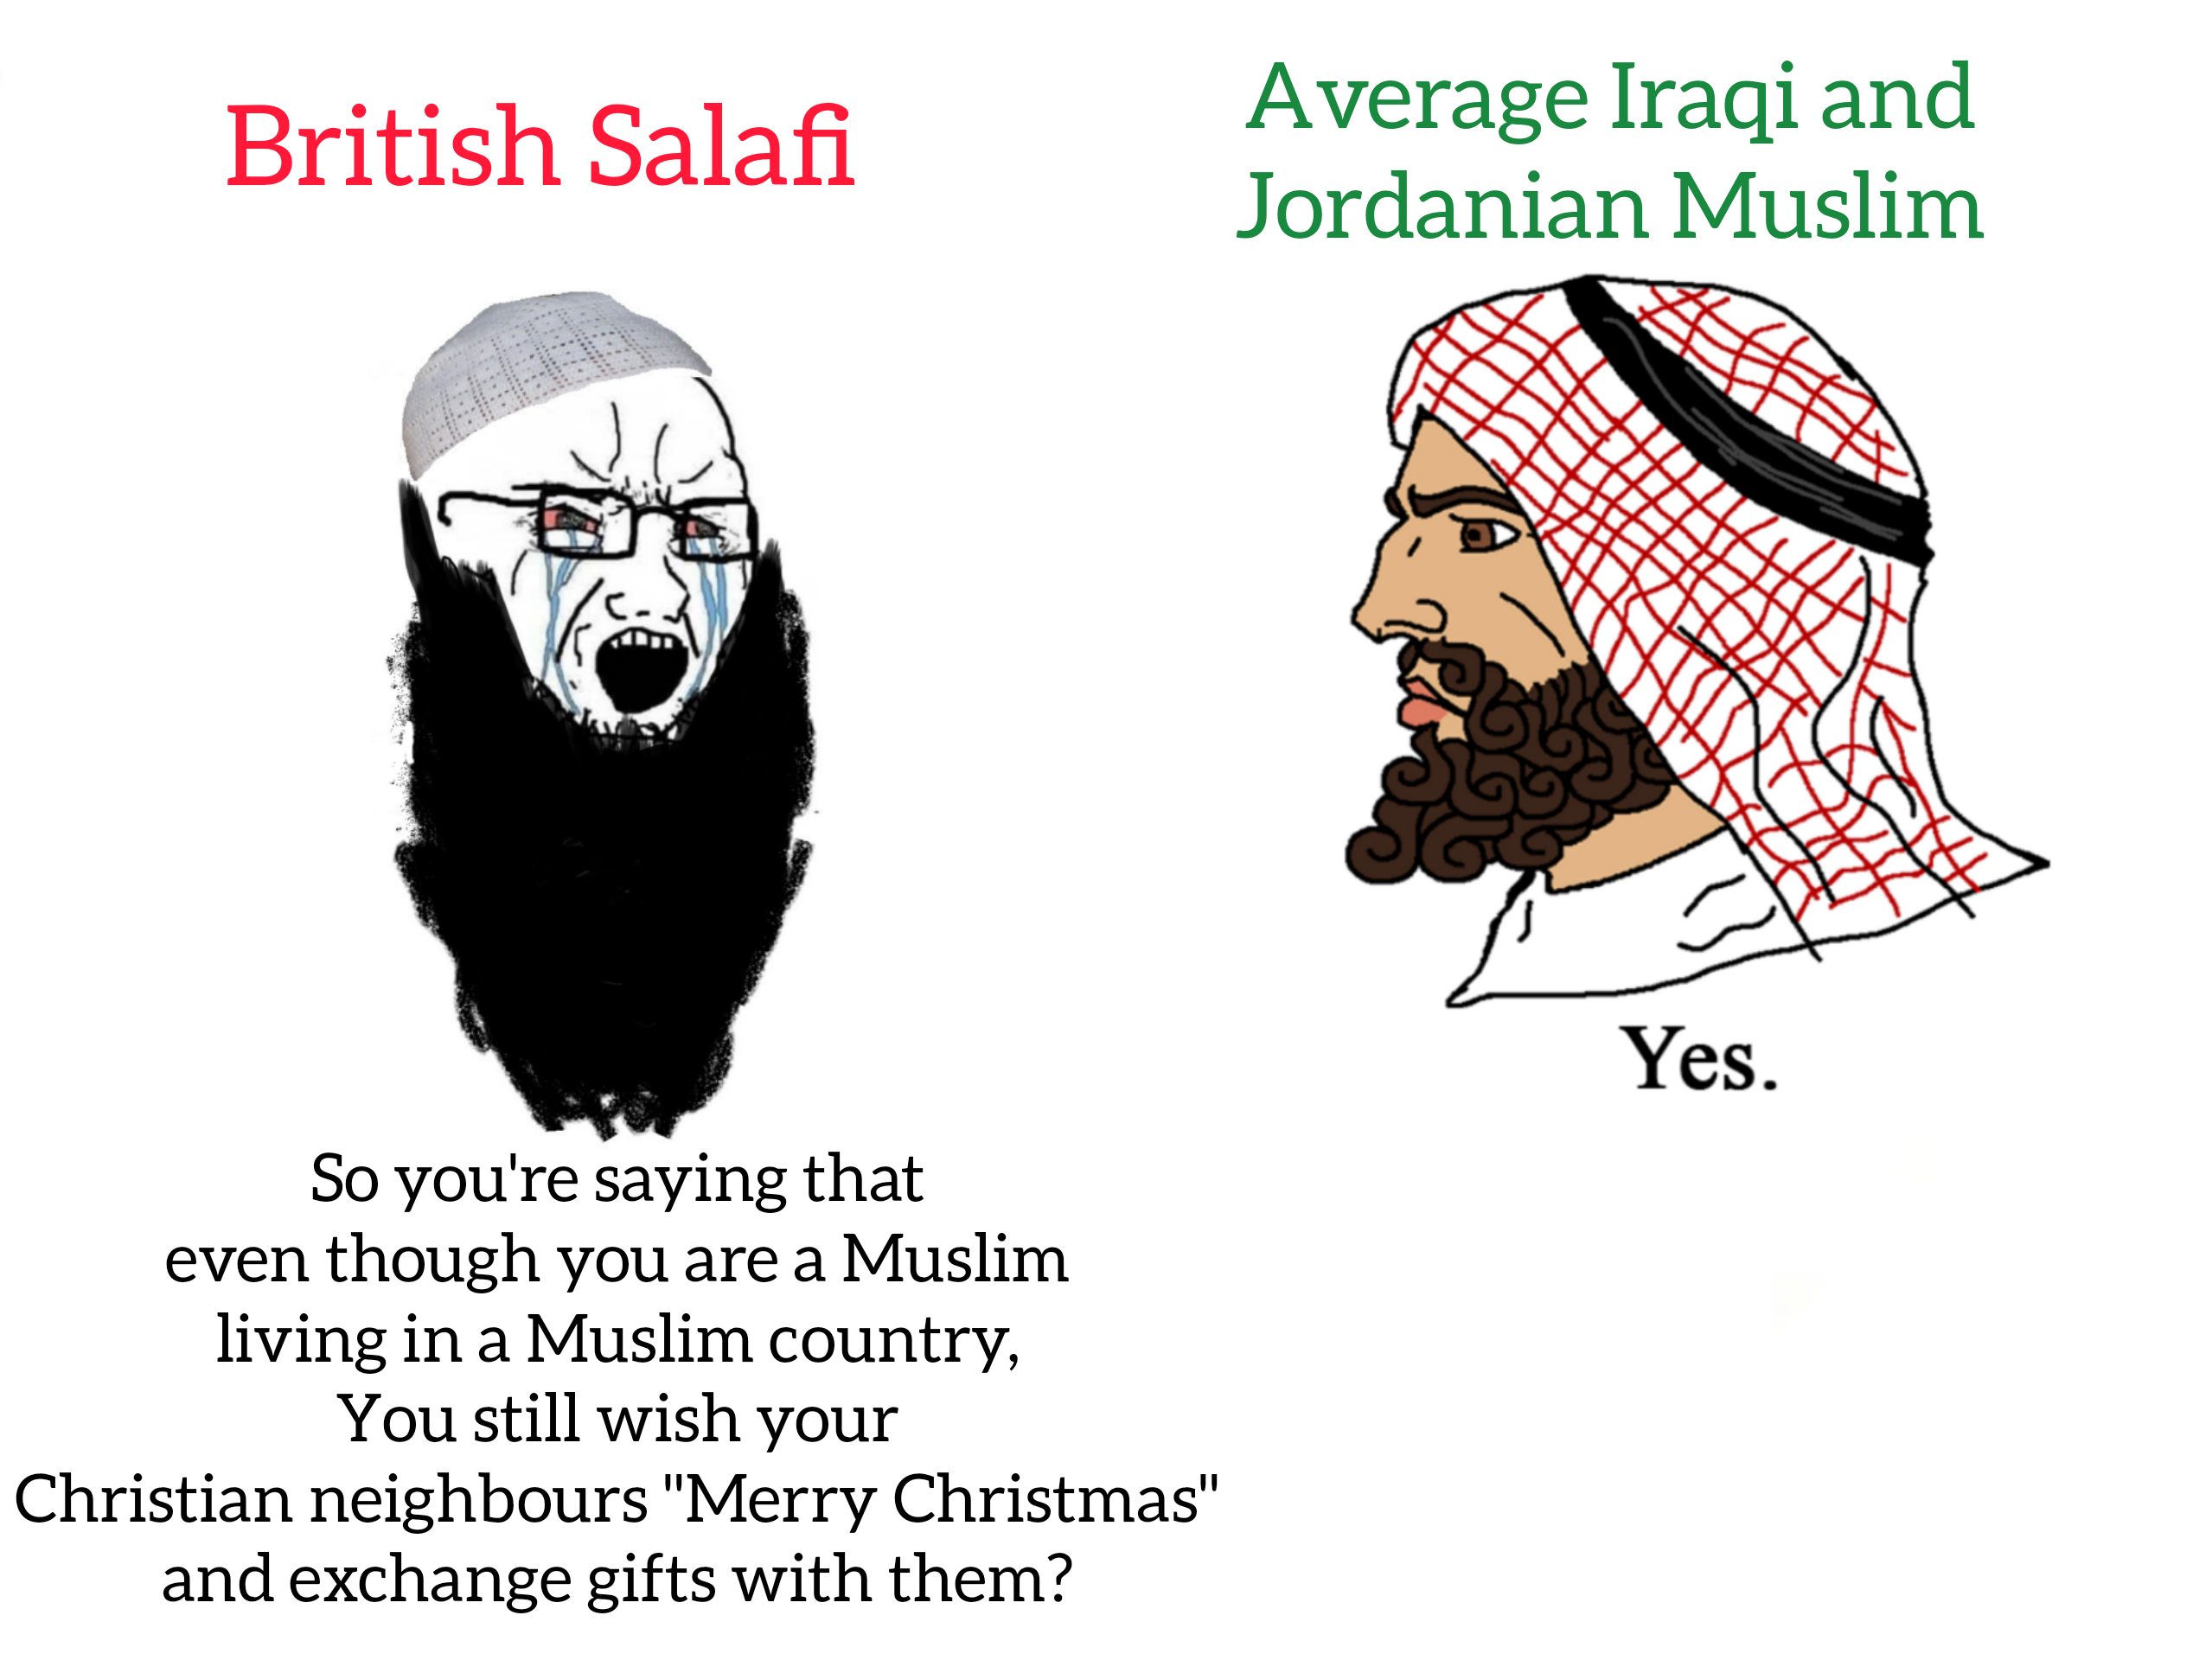 British Salafi
Average Iraqi and
Jordanian Muslim
So you're saying that
even though you are a Muslim
living in a Muslim country,
You still wish your
Christian neighbours "Merry Christmas"
and exchange gifts with them?
Yes.